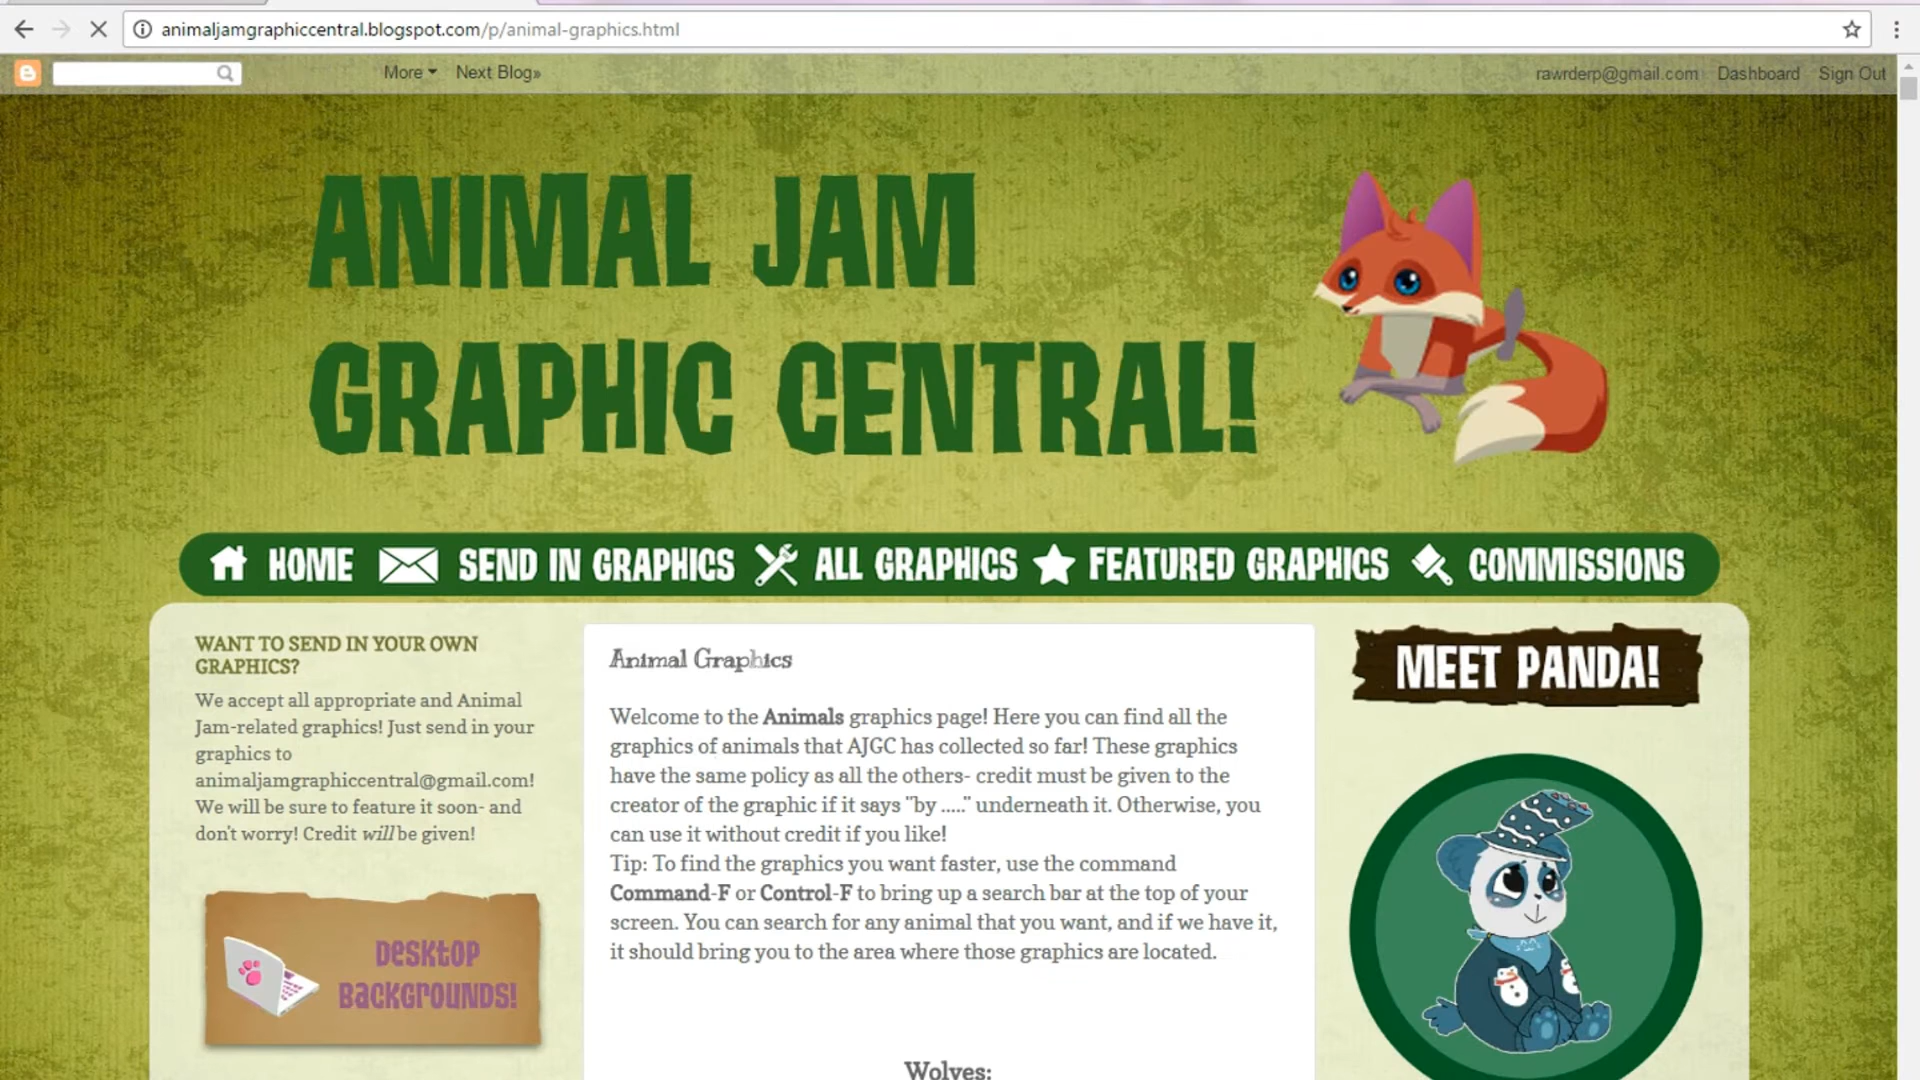 animaljamgraphiccentral.blogspot.com/p/animal-graphics.html
More Next Blog»
rawrderp@gmail.com Dashboard Sign Out
ANIMAL JAM
GRAPHIC CENTRAL!
HOME SEND IN GRAPHICS ALL GRAPHICS FEATURED GRAPHICS COMMISSIONS
WANT TO SEND IN YOUR OWN
GRAPHICS?
We accept all appropriate and Animal
Jam-related graphics! Just send in your
graphics to
animaljamgraphiccentral@gmail.com!
We will be sure to feature it soon- and
don't worry! Credit will be given!
Desktop
Backgrounds!
Animal Graphics
Welcome to the Animals graphics page! Here you can find all the
graphics of animals that AJGC has collected so far! These graphics
have the same policy as all the others- credit must be given to the
creator of the graphic if it says "by ....." underneath it. Otherwise, you
can use it without credit if you like!
Tip: To find the graphics you want faster, use the command
Command-F or Control-F to bring up a search bar at the top of your
screen. You can search for any animal that you want, and if we have it,
it should bring you to the area where those graphics are located.
Wolves:
MEET PANDA!